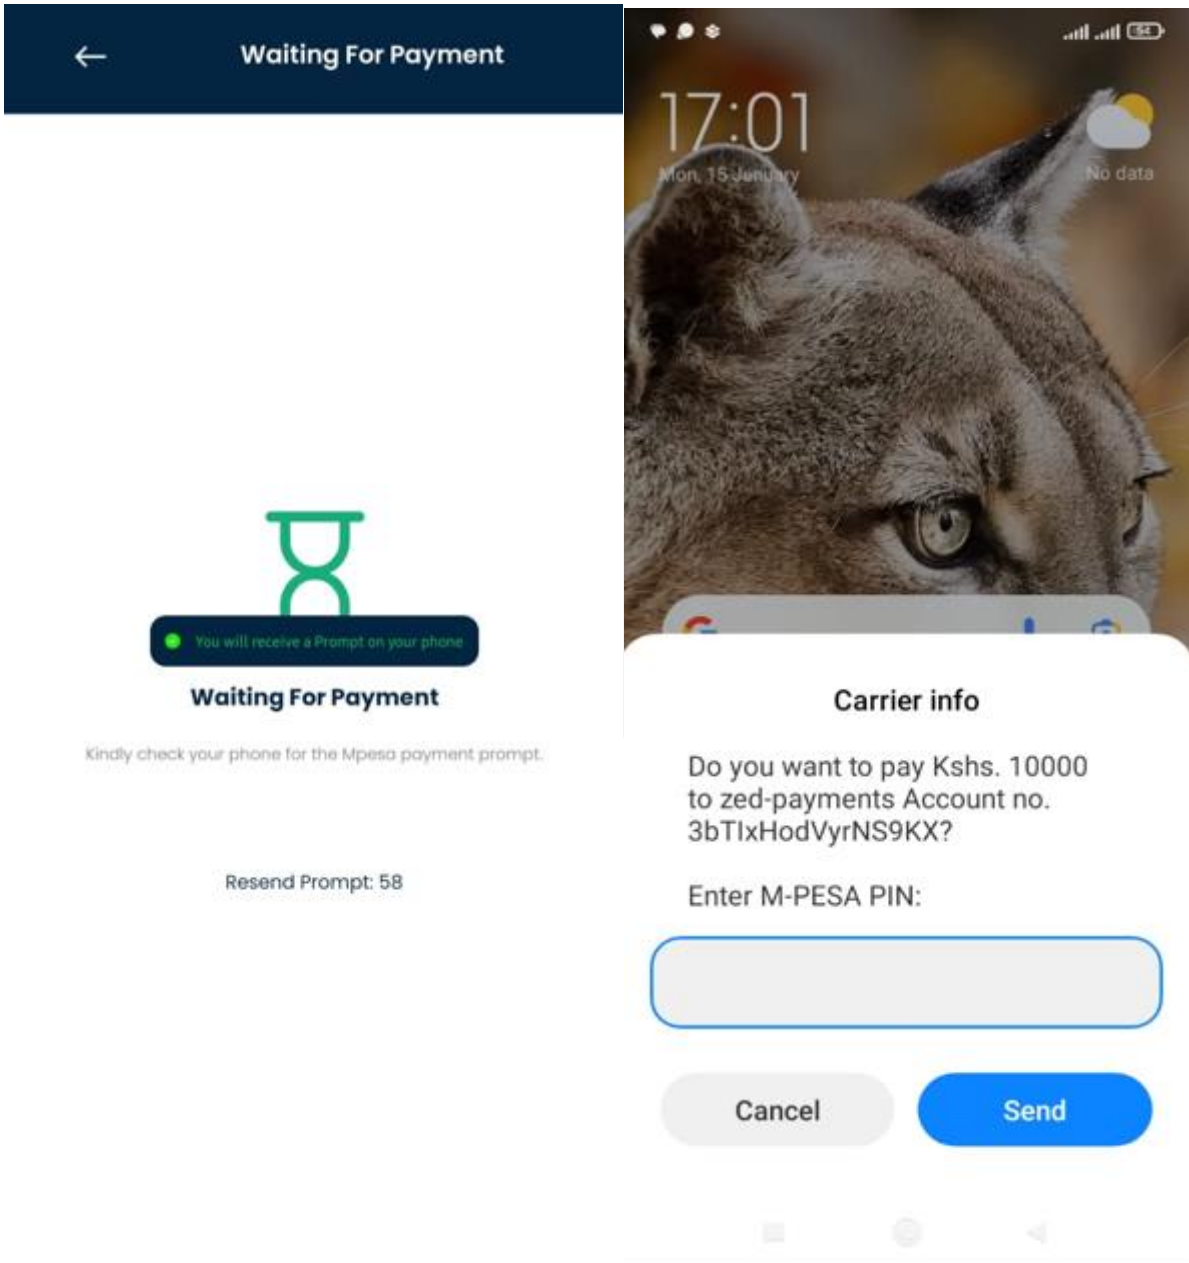 Waiting For Payment
You will receive a Prompt on your phone
Waiting For Payment
Kindly check your phone for the Mpesa payment prompt.
Resend Prompt: 58
54
17:01
Mon, 15 January
No data
Carrier info
Do you want to pay Kshs. 10000
to zed-payments Account no.
3bTIxHodVyrNS9KX?
Enter M-PESA PIN:
Cancel
Send